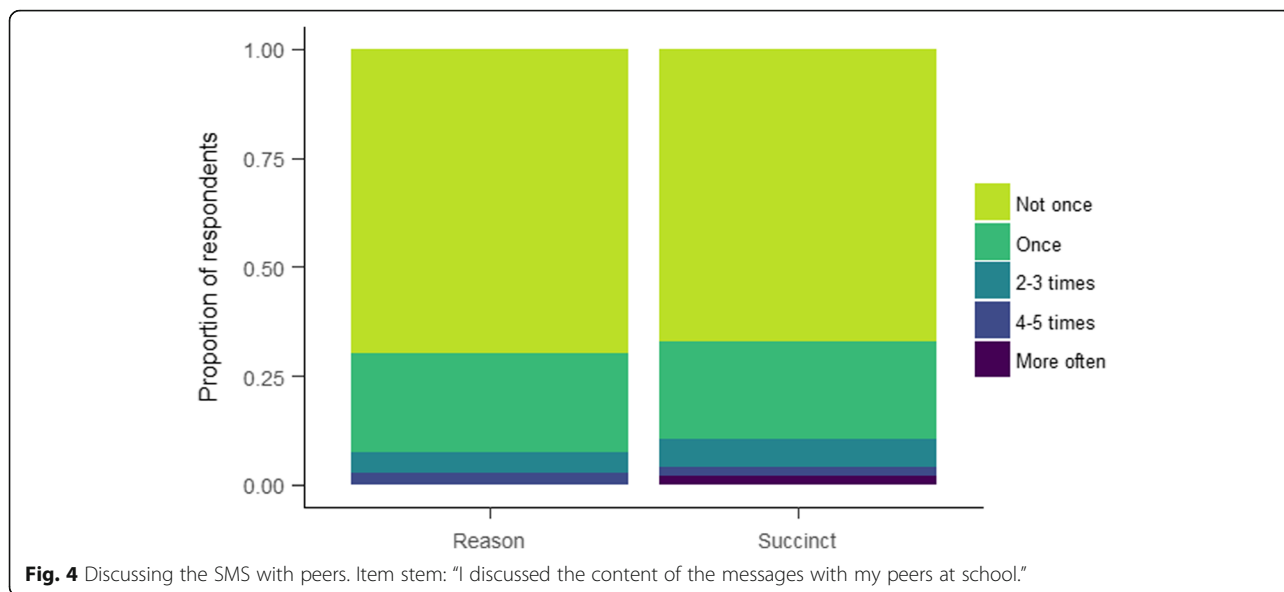 Proportion of respondents
1.00
0.75
0.50
0.25
0.00
Reason
Succinct
Not once
Once
2-3 times
4-5 times
More often
Fig. 4 Discussing the SMS with peers. Item stem: “I discussed the content of the messages with my peers at school.”